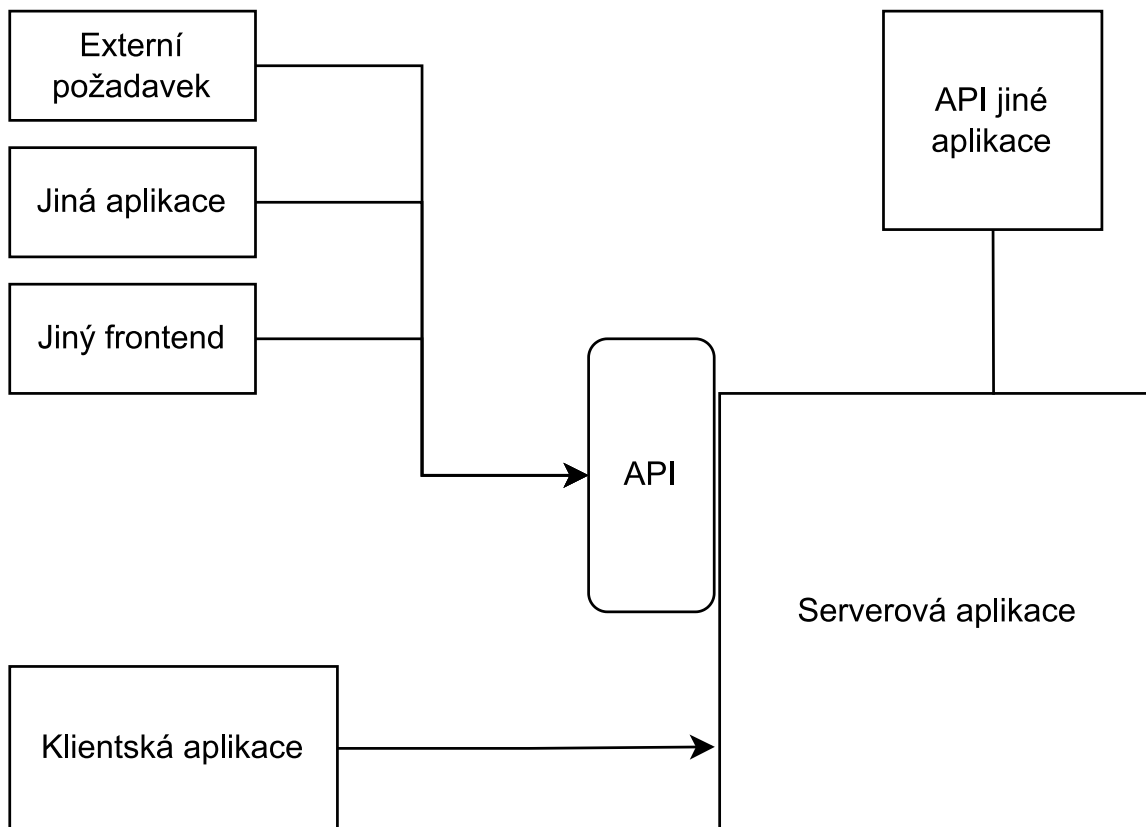 Externí
požadavek
API jiné
aplikace
Jiná aplikace
Jiný frontend
API
Serverová aplikace
Klientská aplikace